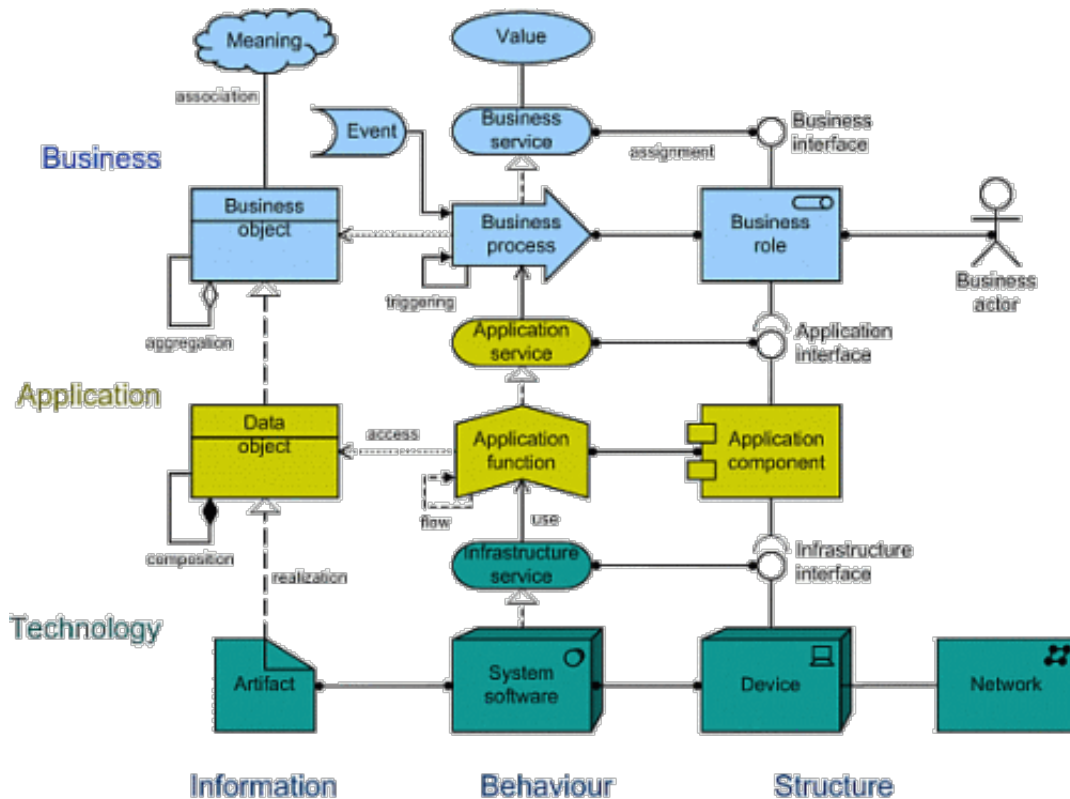 Meaning
Value
association
Event
Business
service
Business
interface
assignment
Business
Business
object
Business
process
Business
role
Business
actor
triggering
aggregation
Application
service
Application
interface
Application
Data
object
access
Application
function
Application
component
flow
use
composition
Infrastructure
service
Infrastructure
interface
realization
Technology
Artifact
System
software
Device
Network
Information
Behaviour
Structure